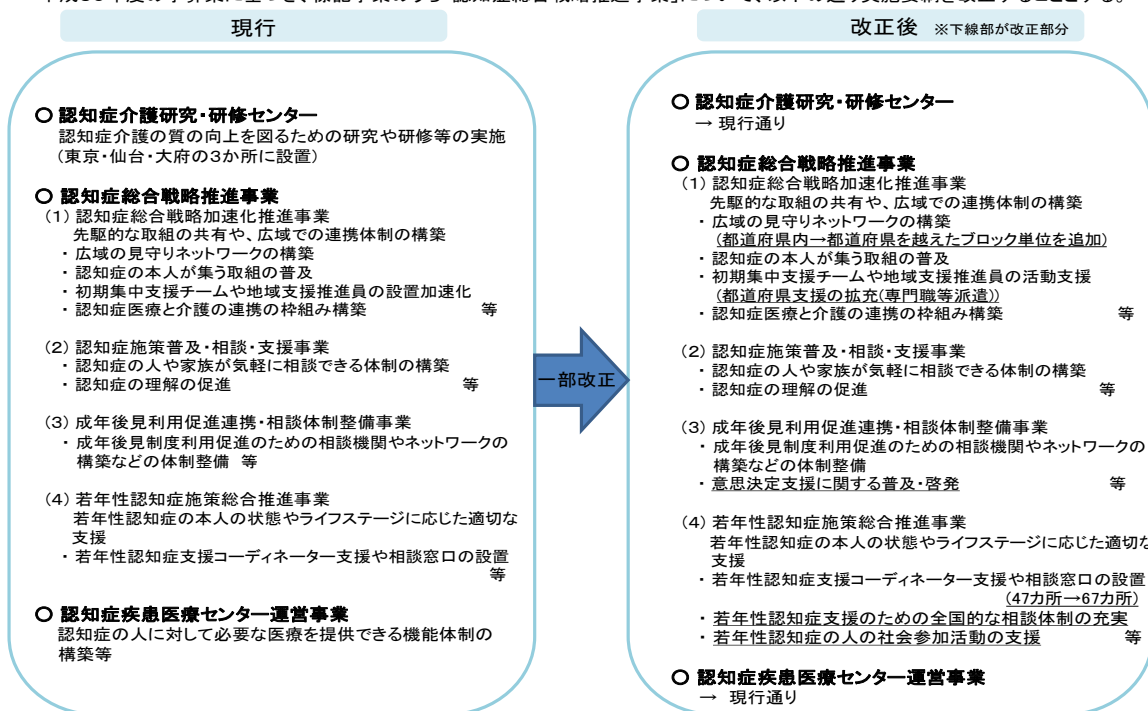 現行
○ 認知症介護研究・研修センター
認知症介護の質の向上を図るための研究や研修等の実施
(東京・仙台・大府の3か所に設置)
○ 認知症総合戦略推進事業
(1) 認知症総合戦略加速化推進事業
先駆的な取組の共有や、広域での連携体制の構築
・ 広域の見守りネットワークの構築
・ 認知症の本人が集う取組の普及
・ 初期集中支援チームや地域支援推進員の設置加速化
・ 認知症医療と介護の連携の枠組み構築 等
(2) 認知症施策普及・相談・支援事業
・ 認知症の人や家族が気軽に相談できる体制の構築
・ 認知症の理解の促進 等
(3) 成年後見利用促進連携・相談体制整備事業
・ 成年後見制度利用促進のための相談機関やネットワークの
構築などの体制整備 等
(4) 若年性認知症施策総合推進事業
若年性認知症の本人の状態やライフステージに応じた適切な
支援
・ 若年性認知症支援コーディネーター支援や相談窓口の設置
等
○ 認知症疾患医療センター運営事業
認知症の人に対して必要な医療を提供できる機能体制の
構築等
一部改正
改正後 ※下線部が改正部分
○ 認知症介護研究・研修センター
→ 現行通り
○ 認知症総合戦略推進事業
(1) 認知症総合戦略加速化推進事業
先駆的な取組の共有や、広域での連携体制の構築
・ 広域の見守りネットワークの構築
(都道府県内→都道府県を越えたブロック単位を追加)
・ 認知症の本人が集う取組の普及
・ 初期集中支援チームや地域支援推進員の活動支援
(都道府県支援の拡充(専門職等派遣))
・ 認知症医療と介護の連携の枠組み構築 等
(2) 認知症施策普及・相談・支援事業
・ 認知症の人や家族が気軽に相談できる体制の構築
・ 認知症の理解の促進 等
(3) 成年後見利用促進連携・相談体制整備事業
・ 成年後見制度利用促進のための相談機関やネットワークの
構築などの体制整備
・ 意思決定支援に関する普及・啓発 等
(4) 若年性認知症施策総合推進事業
若年性認知症の本人の状態やライフステージに応じた適切な
支援
・ 若年性認知症支援コーディネーター支援や相談窓口の設置
(47カ所→67カ所)
・ 若年性認知症支援のための全国的な相談体制の充実
・ 若年性認知症の人の社会参加活動の支援 等
○ 認知症疾患医療センター運営事業
→ 現行通り